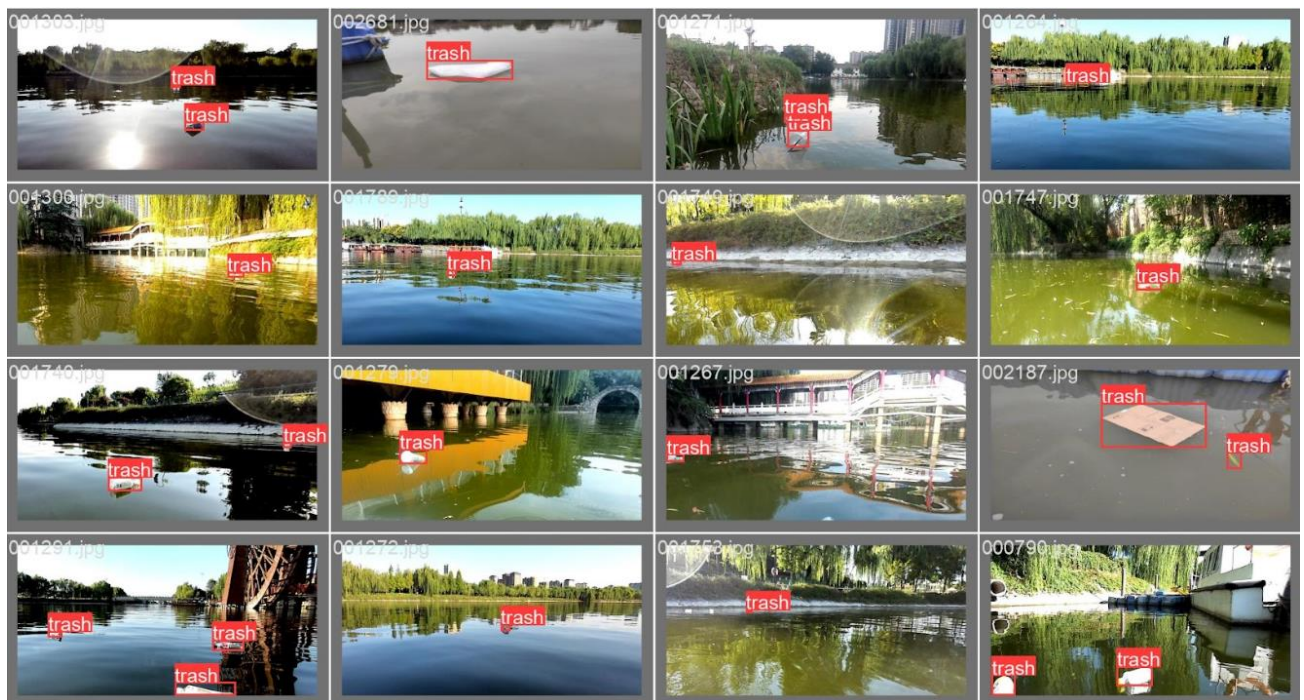 001303.jpg
trash
trash
002681.jpg
trash
001271.jpg
trash
trash
001264.jpg
trash
001300.jpg
trash
001789.jpg
trash
001749.jpg
trash
001747.jpg
trash
001740.jpg
trash
trash
001279.jpg
trash
001267.jpg
trash
002187.jpg
trash
trash
001291.jpg
trash
trash
trash
001272.jpg
trash
001753.jpg
trash
000790.jpg
trash
trash